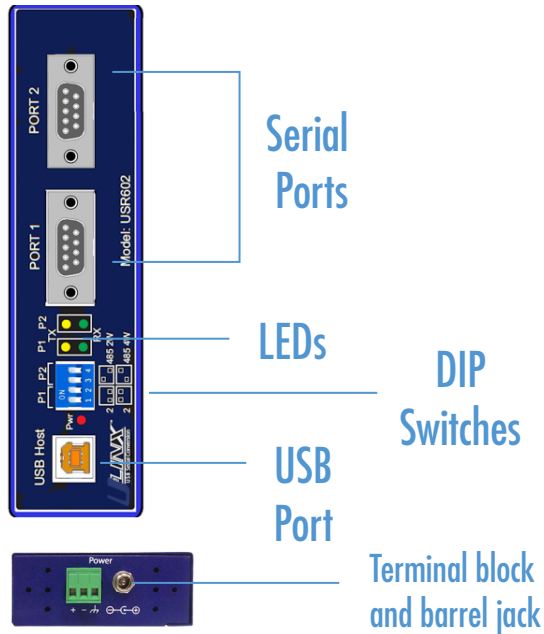 PORT 2
Serial
Ports
PORT 1
Model: USR602
P1 P2
TX
RX
LEDs
P1 P2
ON
1 2 3 4
485 2W
485 4W
2
2
DIP
Switches
Pwr
USB Host
ULINX
USB
Port
Power
+ -
Terminal block
and barrel jack